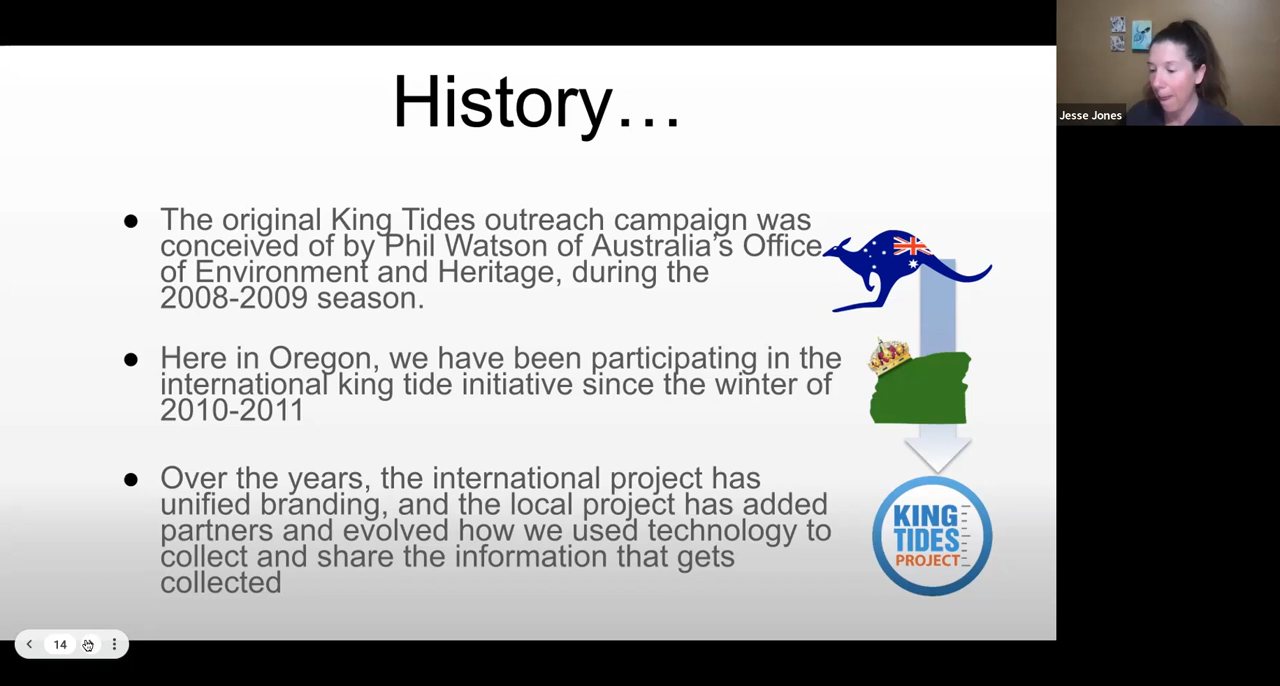 History…
● The original King Tides outreach campaign was
conceived of by Phil Watson of Australia’s Office
of Environment and Heritage, during the
2008-2009 season.
● Here in Oregon, we have been participating in the
international king tide initiative since the winter of
2010-2011
● Over the years, the international project has
unified branding, and the local project has added
partners and evolved how we used technology to
collect and share the information that gets
collected
KING
TIDES
PROJECT
14
Jesse Jones